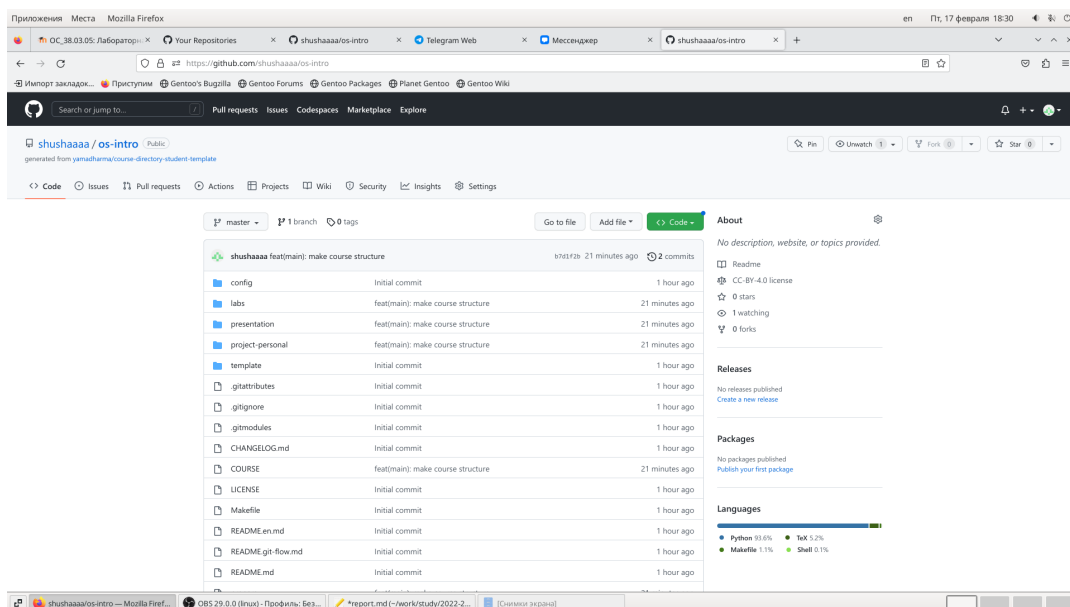 Приложения Места Mozilla Firefox en Пт, 17 февраля 18:30
ОС_38.03.05: Лабораторн × Your Repositories × shushaaaa/os-intro × Telegram Web × Мессенджер × shushaaaa/os-intro × +
https://github.com/shushaaaa/os-intro
Импорт закладок... Приступим Gentoo's Bugzilla Gentoo Forums Gentoo Packages Planet Gentoo Gentoo Wiki
Search or jump to... / Pull requests Issues Codespaces Marketplace Explore
shushaaaa / os-intro Public Pin Unwatch 1 Fork 0 Star 0
generated from yamadharma/course-directory-student-template
Code Issues Pull requests Actions Projects Wiki Security Insights Settings
master 1 branch 0 tags Go to file Add file Code
shushaaaa feat(main): make course structure b7d1f2b 21 minutes ago 2 commits
config Initial commit 1 hour ago
labs feat(main): make course structure 21 minutes ago
presentation feat(main): make course structure 21 minutes ago
project-personal feat(main): make course structure 21 minutes ago
template Initial commit 1 hour ago
.gitattributes Initial commit 1 hour ago
.gitignore Initial commit 1 hour ago
.gitmodules Initial commit 1 hour ago
CHANGELOG.md Initial commit 1 hour ago
COURSE feat(main): make course structure 21 minutes ago
LICENSE Initial commit 1 hour ago
Makefile Initial commit 1 hour ago
README.en.md Initial commit 1 hour ago
README.git-flow.md Initial commit 1 hour ago
README.md Initial commit 1 hour ago
About
No description, website, or topics provided.
Readme
CC-BY-4.0 license
0 stars
1 watching
0 forks
Releases
No releases published
Create a new release
Packages
No packages published
Publish your first package
Languages
Python 93.6% TeX 5.2%
Makefile 1.1% Shell 0.1%
shushaaaa/os-intro — Mozilla Firef... OBS 29.0.0 (linux) - Профиль: Без... *report.md (~/work/study/2022-2... [Снимки экрана]